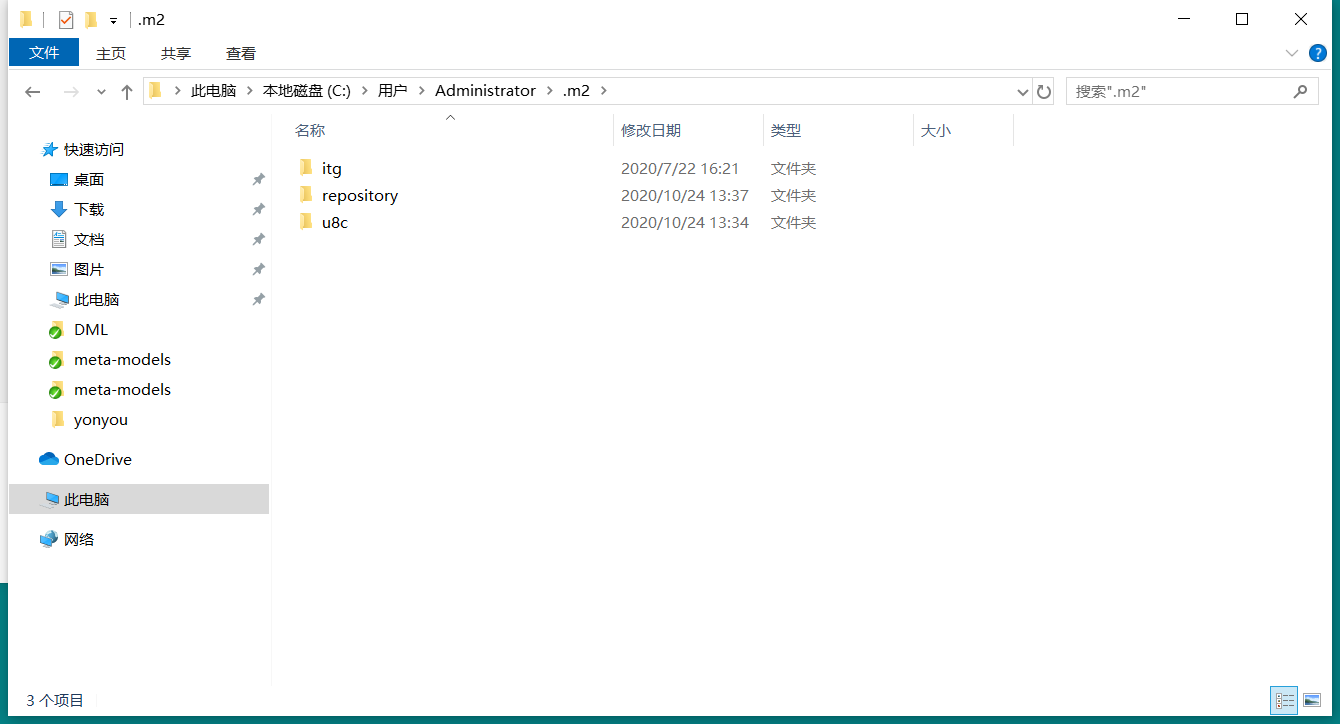 .m2
文件 主页 共享 查看
此电脑 本地磁盘 (C:) 用户 Administrator .m2
搜索".m2"
名称 修改日期 类型 大小
itg 2020/7/22 16:21 文件夹
repository 2020/10/24 13:37 文件夹
u8c 2020/10/24 13:34 文件夹
快速访问
桌面
下载
文档
图片
此电脑
DML
meta-models
meta-models
yonyou
OneDrive
此电脑
网络
3 个项目